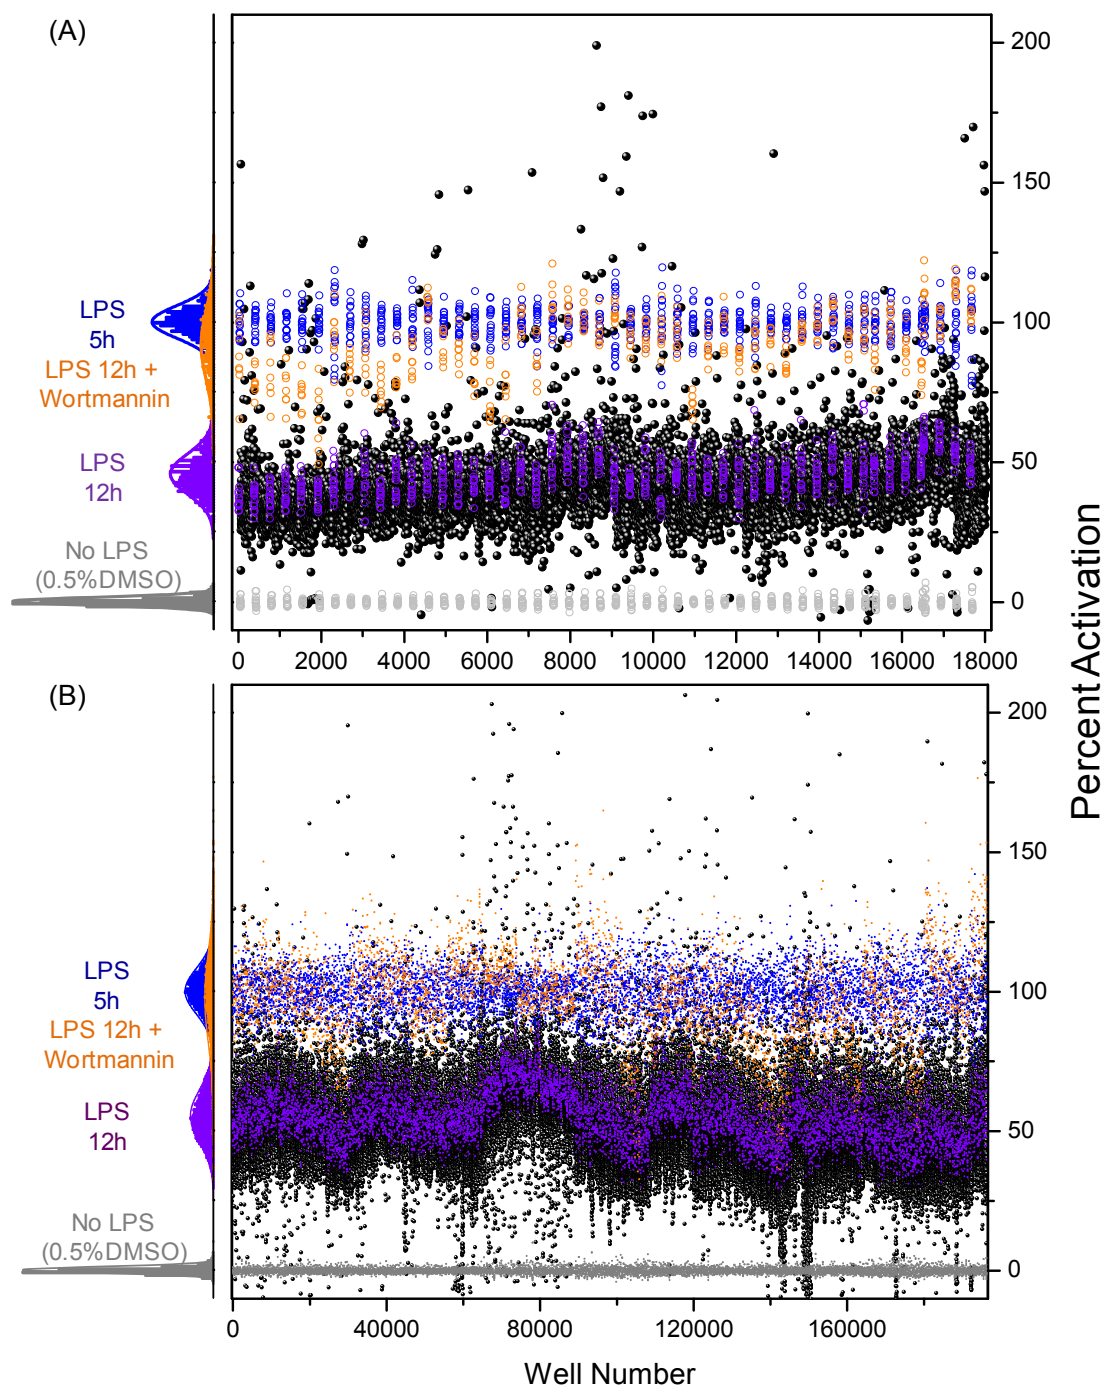 (A)
200
150
100
50
0
LPS
5h
LPS 12h +
Wortmannin
LPS
12h
No LPS
(0.5%DMSO)
0 2000 4000 6000 8000 10000 12000 14000 16000 18000
Percent Activation
(B)
200
150
100
50
0
LPS
5h
LPS 12h +
Wortmannin
LPS
12h
No LPS
(0.5%DMSO)
0 40000 80000 120000 160000
Well Number